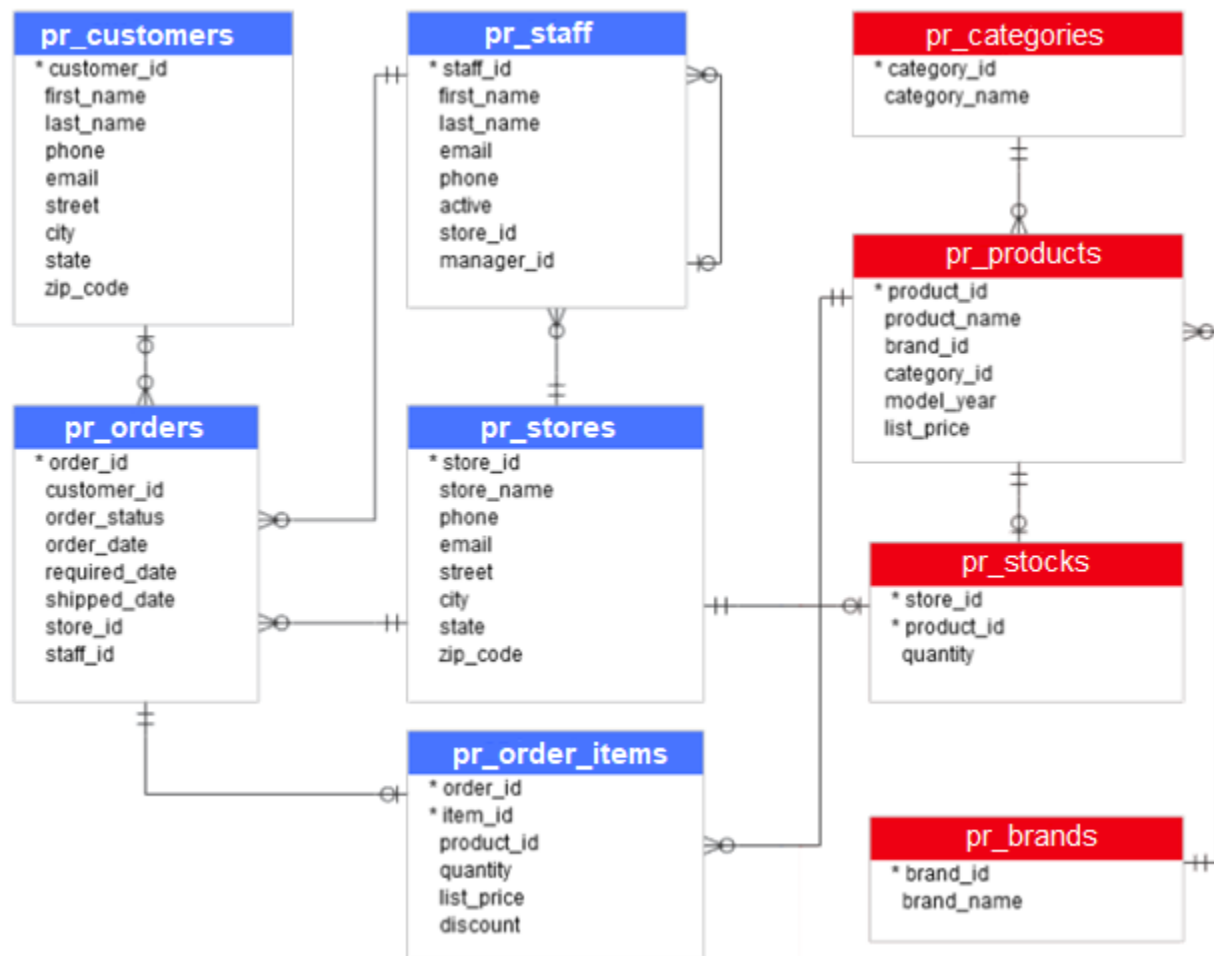 pr_customers
* customer_id
first_name
last_name
phone
email
street
city
state
zip_code
pr_staff
* staff_id
first_name
last_name
email
phone
active
store_id
manager_id
pr_categories
* category_id
category_name
pr_products
* product_id
product_name
brand_id
category_id
model_year
list_price
pr_orders
* order_id
customer_id
order_status
order_date
required_date
shipped_date
store_id
staff_id
pr_stores
* store_id
store_name
phone
email
street
city
state
zip_code
pr_stocks
* store_id
* product_id
quantity
pr_order_items
* order_id
* item_id
product_id
quantity
list_price
discount
pr_brands
* brand_id
brand_name